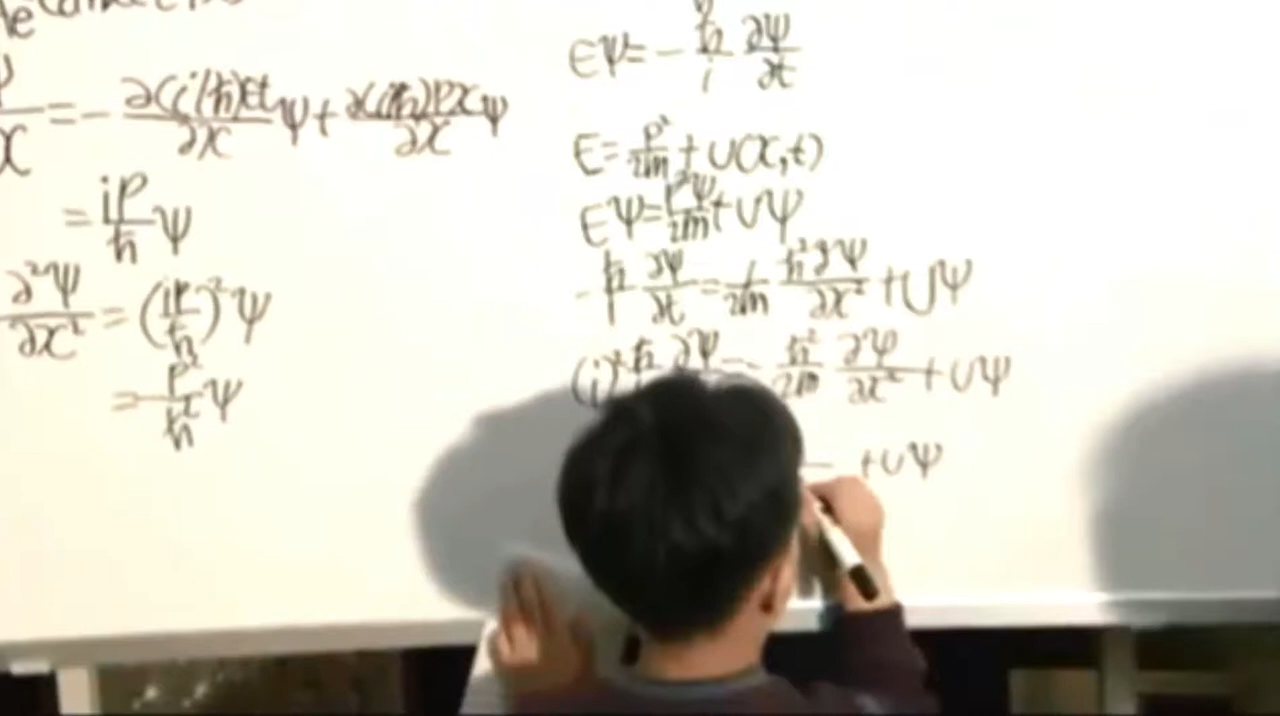 ∂ψ/∂x = - ∂(i/ħ)Et/∂x ψ + ∂(i/ħ)Px/∂x ψ
= iP/ħ ψ
∂²ψ/∂x² = (iP/ħ)² ψ
= - P²/ħ² ψ
Eψ = - ħ/i ∂ψ/∂t
E = P²/2m + U(x,t)
Eψ = P²ψ/2m + Uψ
- ħ/i ∂ψ/∂t = - 1/2m ħ²∂²ψ/∂x² + Uψ
ħ²/2m ∂²ψ/∂x² + Uψ
+ Uψ